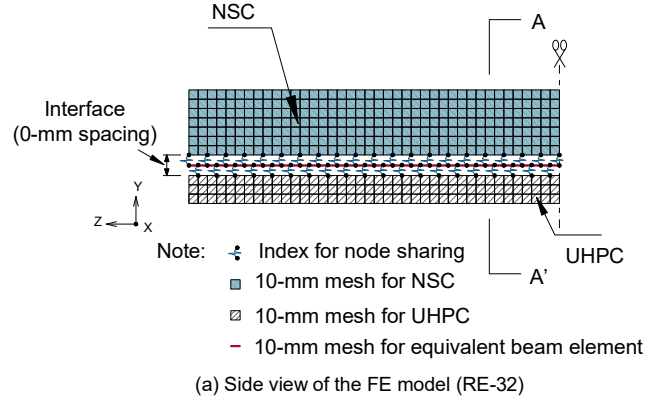 NSC
A
Interface
(0-mm spacing)
Y
Z
X
UHPC
A'
Note:
Index for node sharing
10-mm mesh for NSC
10-mm mesh for UHPC
10-mm mesh for equivalent beam element
(a) Side view of the FE model (RE-32)